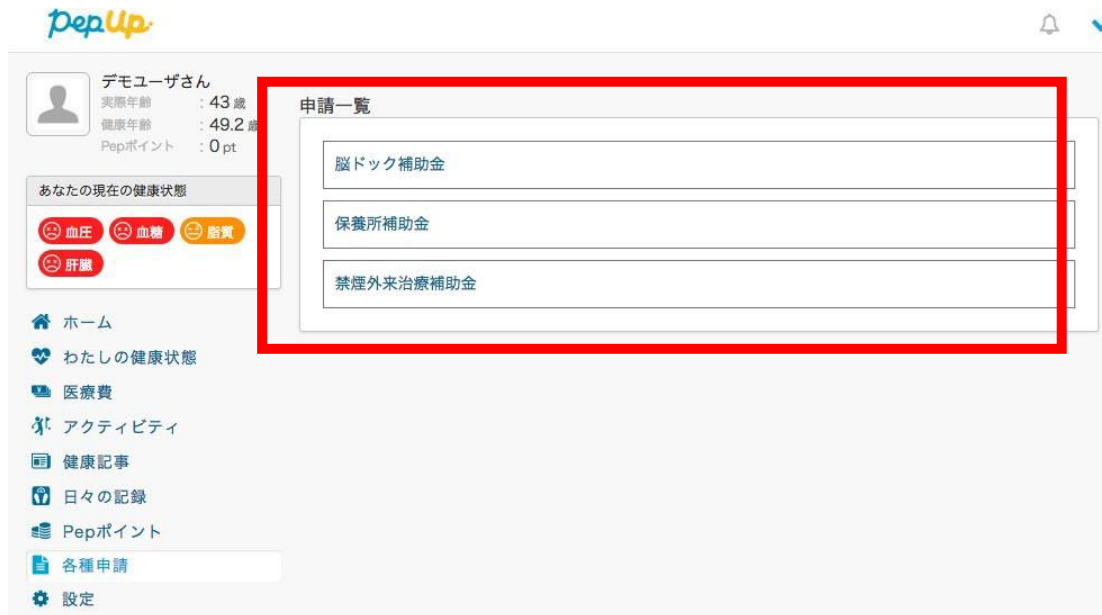 PepUp
デモユーザさん
実際年齢 : 43 歳
健康年齢 : 49.2 歳
Pepポイント : 0 pt
あなたの現在の健康状態
血圧 血糖 脂質
肝臓
ホーム
わたしの健康状態
医療費
アクティビティ
健康記事
日々の記録
Pepポイント
各種申請
設定
申請一覧
脳ドック補助金
保養所補助金
禁煙外来治療補助金